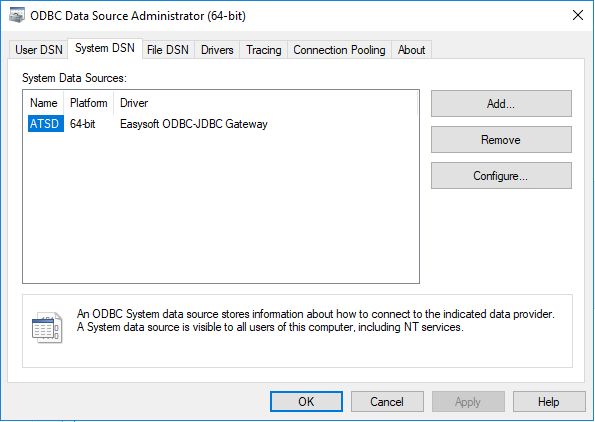 ODBC Data Source Administrator (64-bit)
User DSN System DSN File DSN Drivers Tracing Connection Pooling About
System Data Sources:
Name Platform Driver
ATSD 64-bit Easysoft ODBC-JDBC Gateway
Add...
Remove
Configure...
An ODBC System data source stores information about how to connect to the indicated data provider.
A System data source is visible to all users of this computer, including NT services.
OK Cancel Apply Help